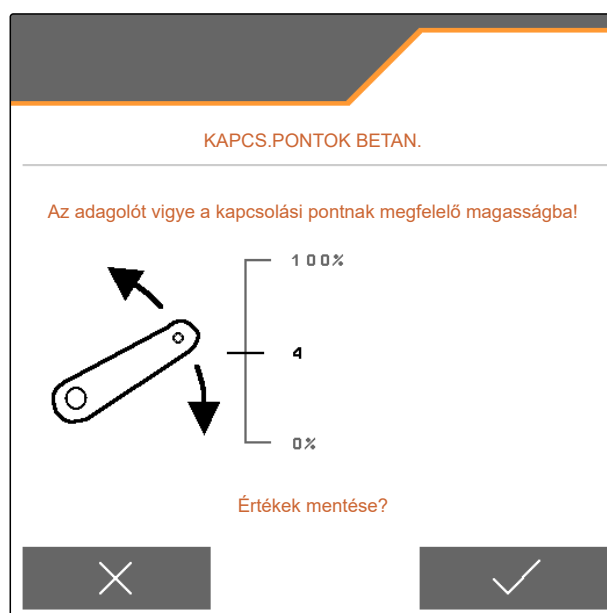 KAPCS.PONTOK BETAN.
Az adagolót vigye a kapcsolási pontnak megfelelő magasságba!
100%
4
0%
Értékek mentése?